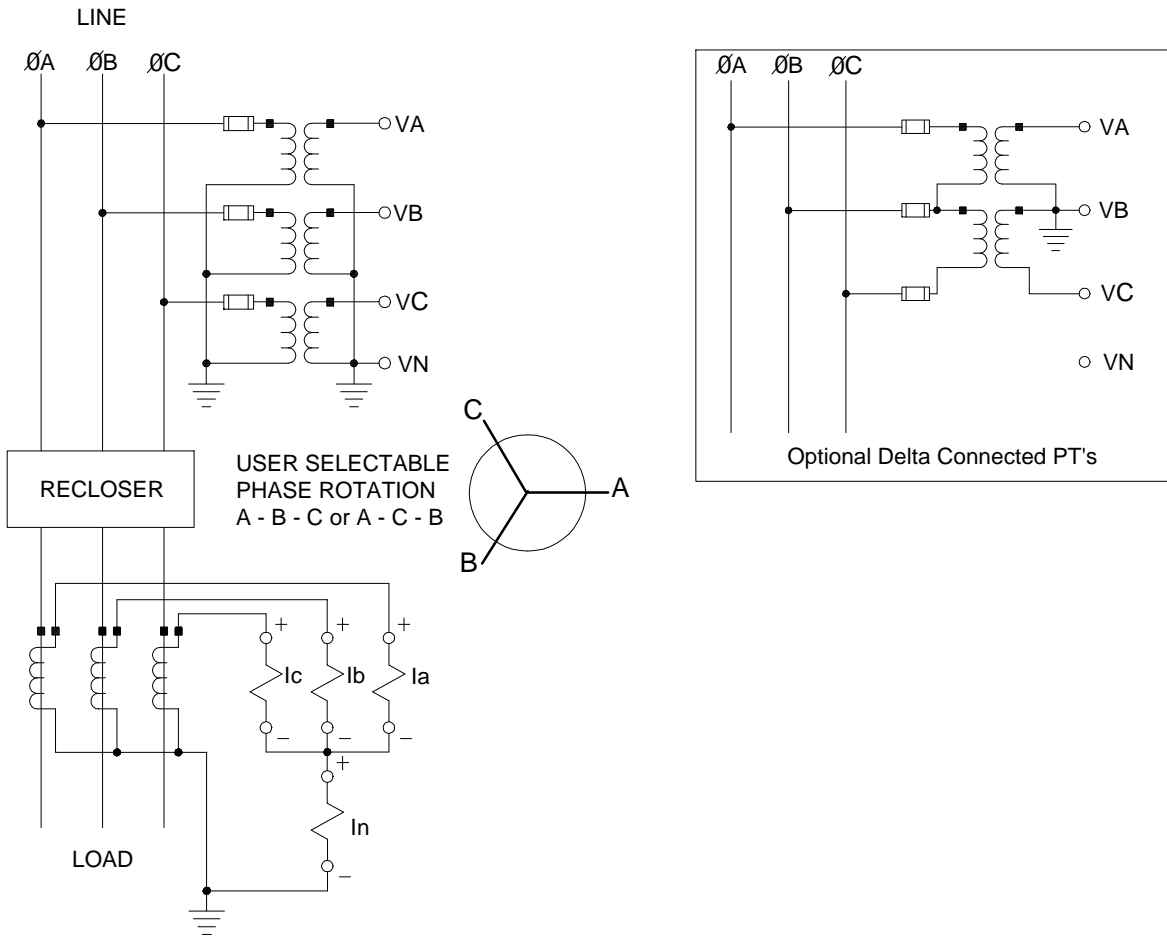 LINE
ØA ØB ØC
VA
VB
VC
VN
RECLOSER
USER SELECTABLE
PHASE ROTATION
A - B - C or A - C - B
C
A
B
+ + +
Ic Ib Ia
– – –
+
In
–
LOAD
ØA ØB ØC
VA
VB
VC
VN
Optional Delta Connected PT's